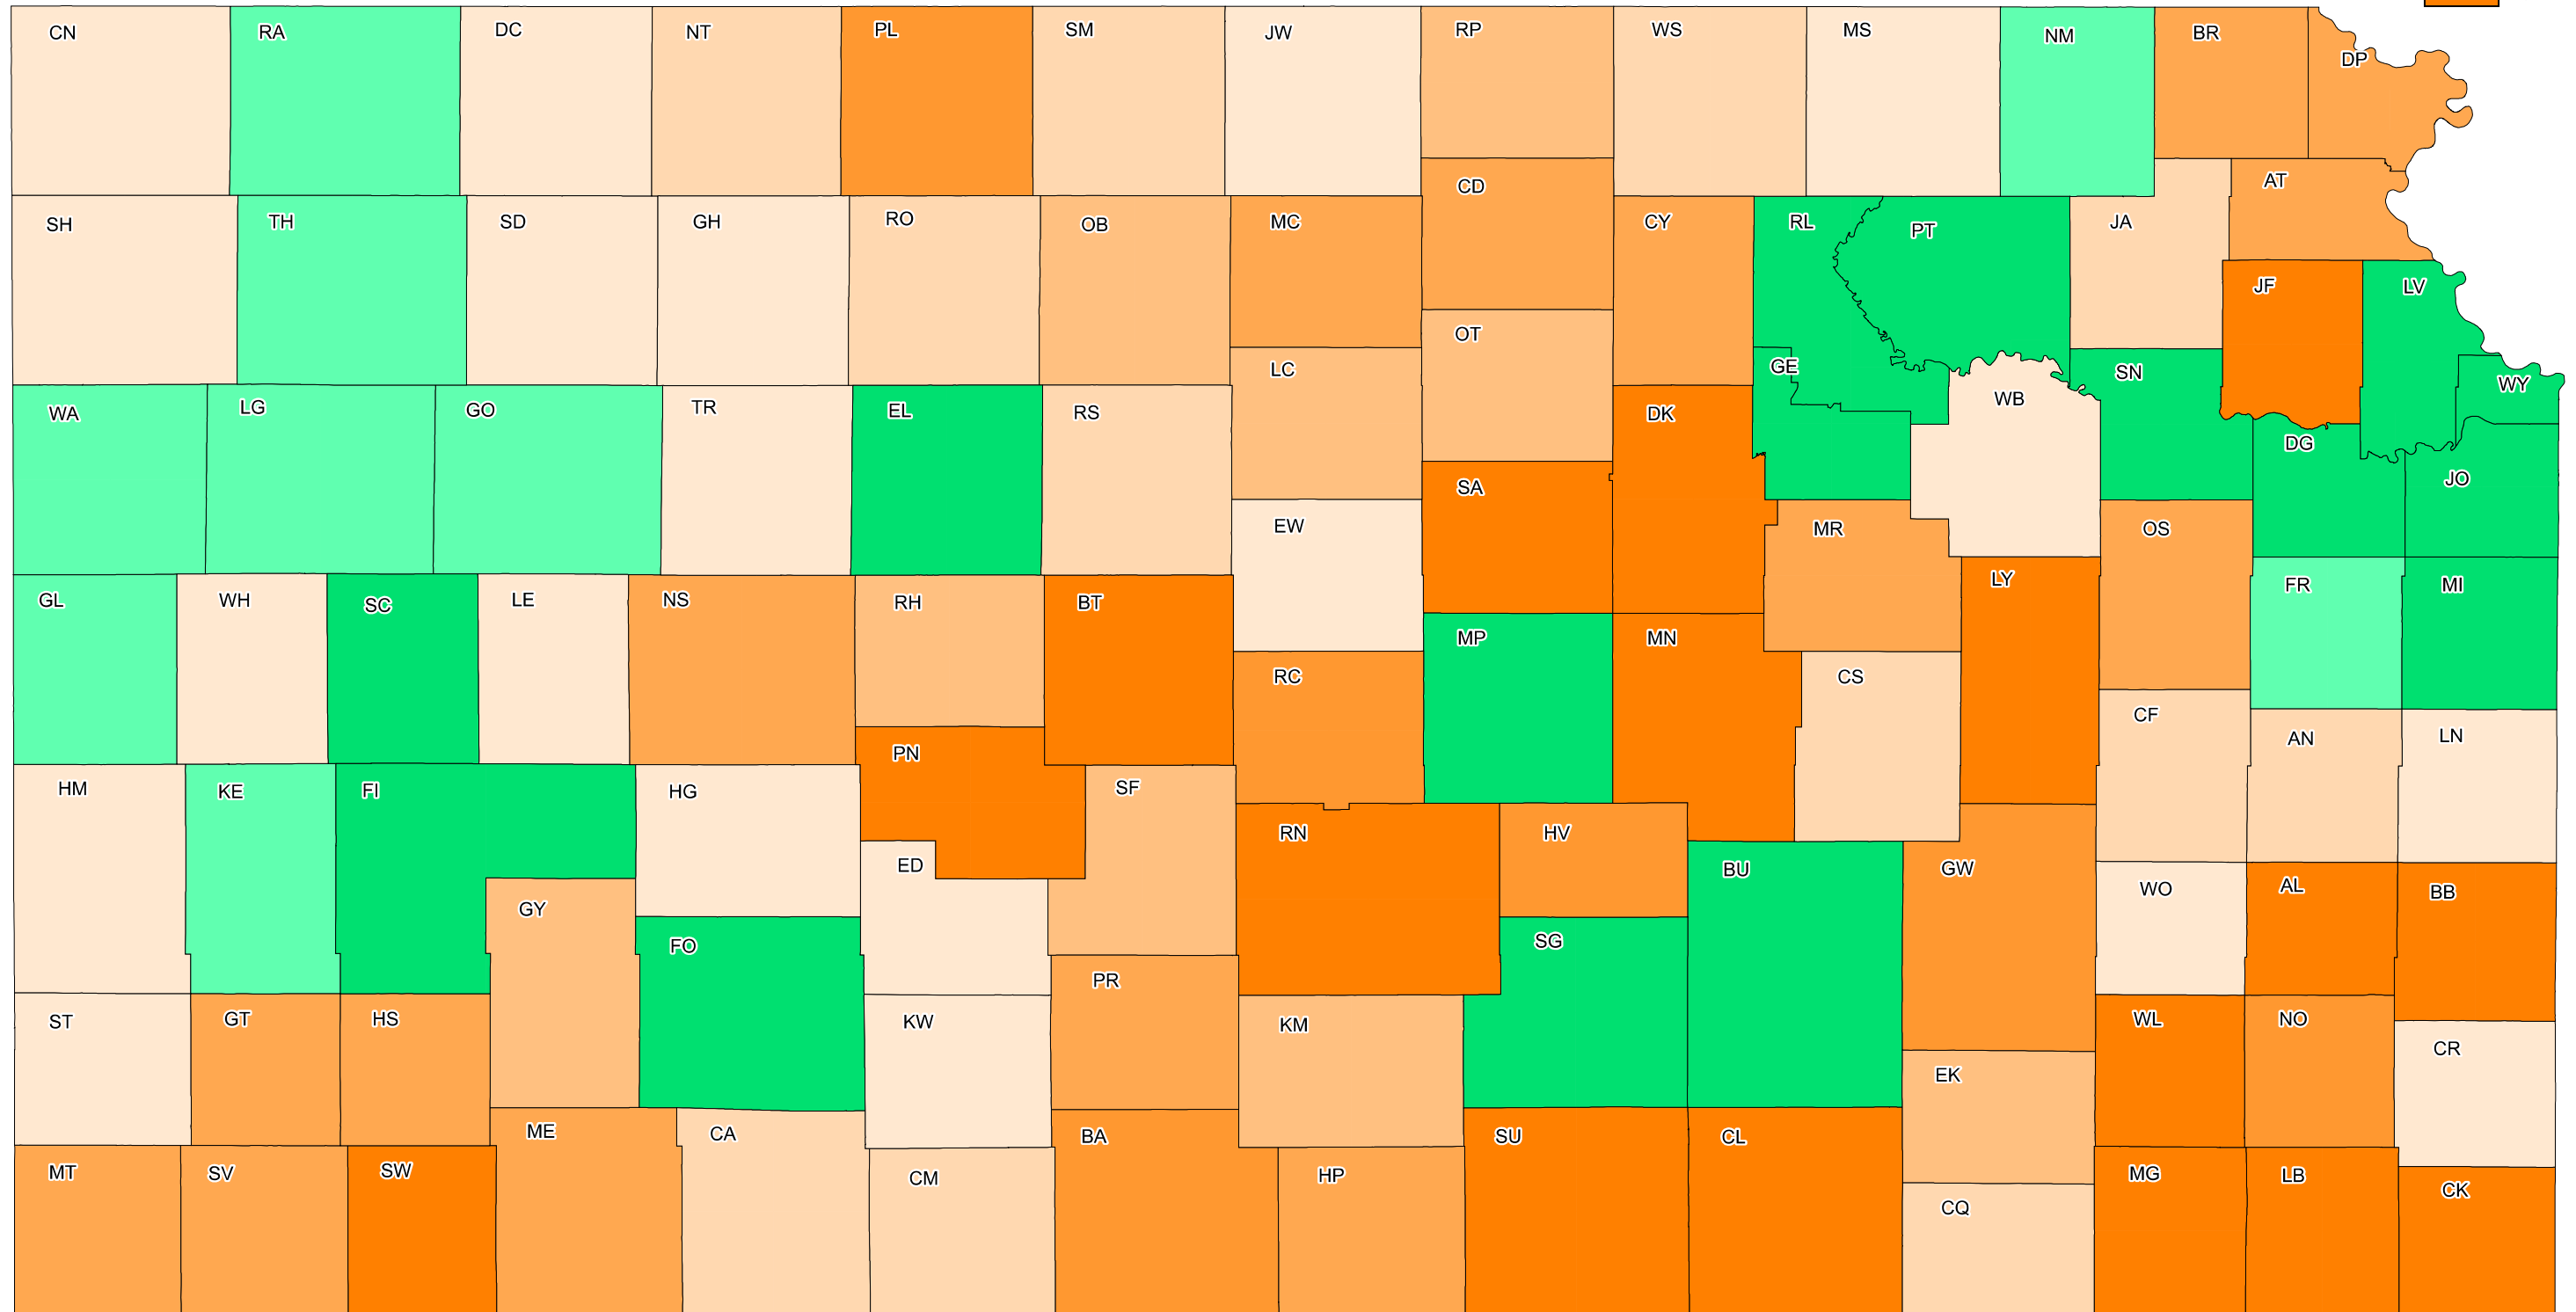 CN RA DC NT PL SM JW RP WS MS NM BR DP
CD AT
SH TH SD GH RO OB MC CY RL PT JA
JF LV
OT
WA LG GO TR EL RS LC DK GE WB SN WY
DG
SA JO
EW MR OS
GL WH SC LE NS RH BT MP MN LY FR MI
RC CS CF AN LN
PN
HM KE FI HG SF RN HV
ED BU GW WO AL BB
GY FO SG
PR
ST GT HS KW KM WL NO CR
EK
ME CA BA SU CL
MT SV SW CM HP CQ MG LB CK